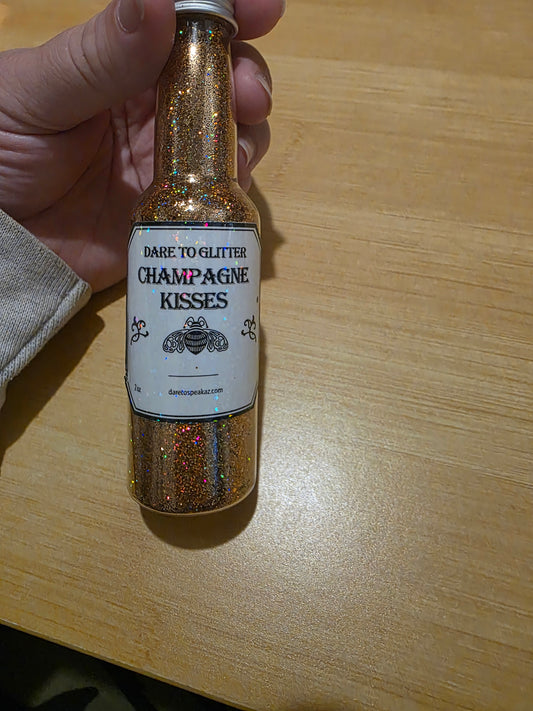 DARE TO GLITTER
CHAMPAGNE
KISSES
daretospeakaz.com